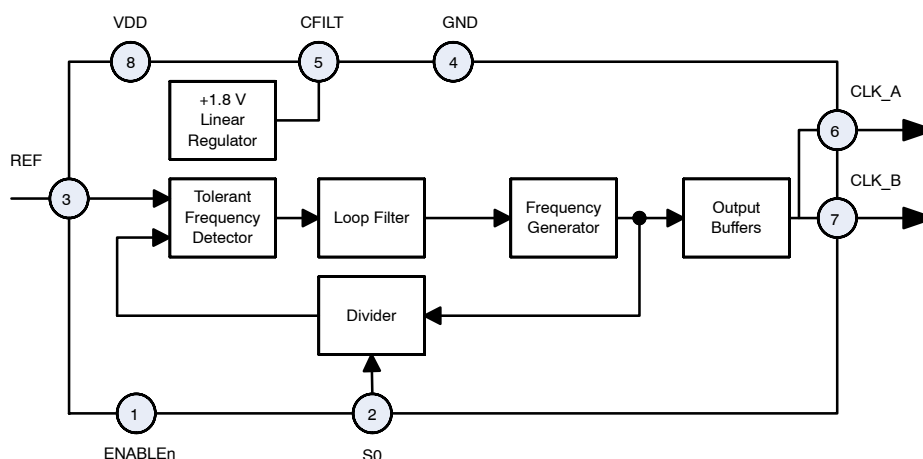 VDD
CFILT
GND
8
5
4
+1.8 V
Linear
Regulator
CLK_A
6
REF
3
Tolerant
Frequency
Detector
Loop Filter
Frequency
Generator
Output
Buffers
CLK_B
7
Divider
1
2
ENABLEn
S0